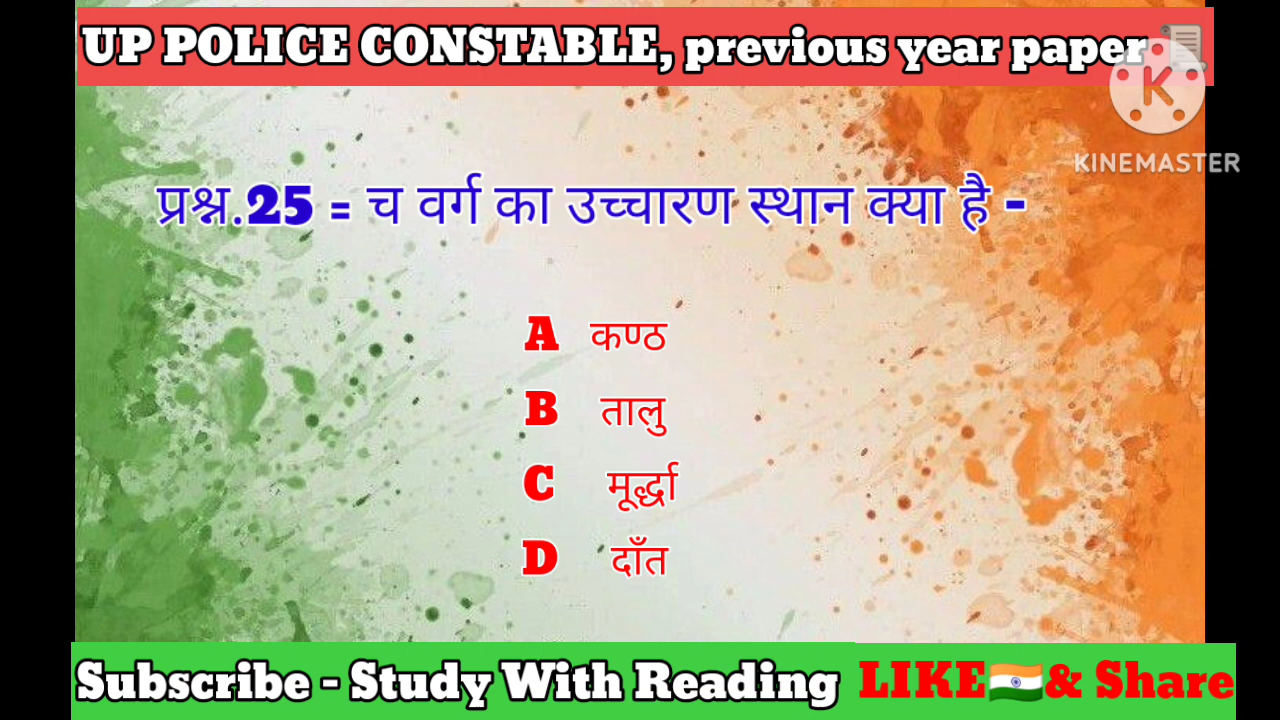 UP POLICE CONSTABLE, previous year paper
KINEMASTER
प्रश्न.25 = च वर्ग का उच्चारण स्थान क्या है -
A कण्ठ
B तालु
C मूर्द्धा
D दाँत
Subscribe - Study With Reading LIKE🇮🇳& Share